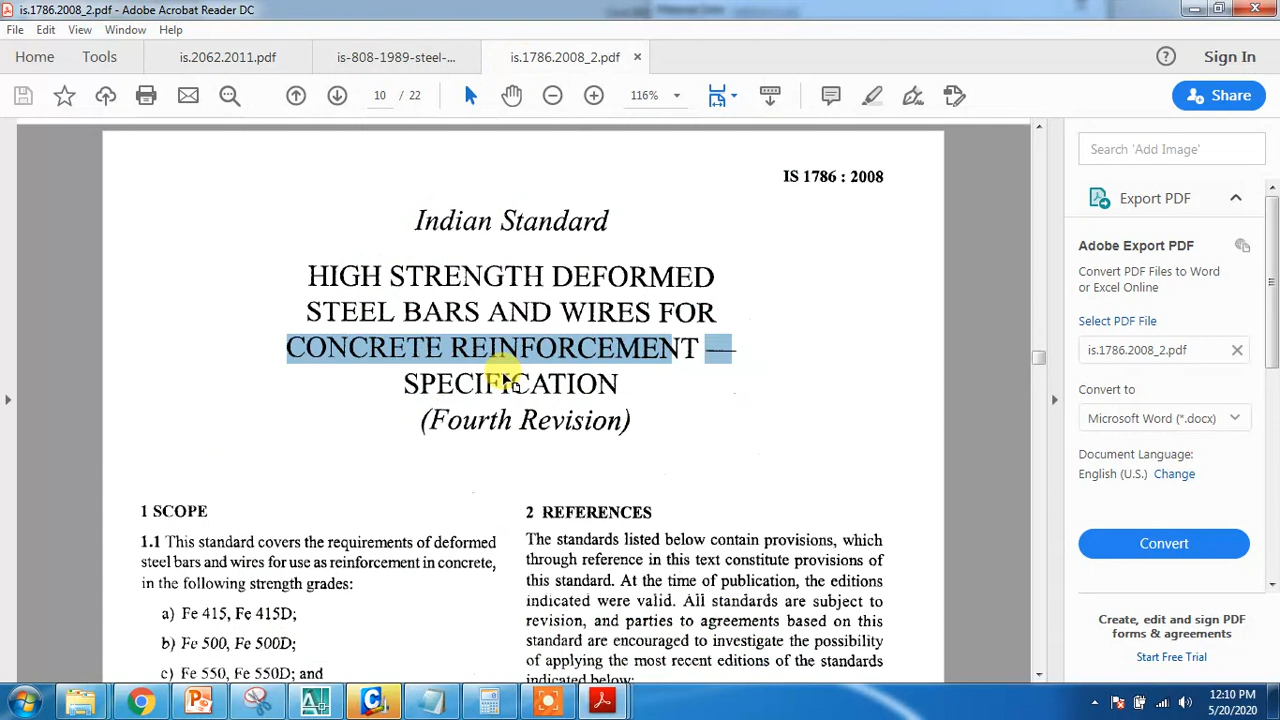 is.1786.2008_2.pdf - Adobe Acrobat Reader DC
File Edit View Window Help
Home Tools is.2062.2011.pdf is-808-1989-steel-... is.1786.2008_2.pdf Sign In
10 / 22 116% Share
IS 1786 : 2008
Indian Standard
HIGH STRENGTH DEFORMED
STEEL BARS AND WIRES FOR
CONCRETE REINFORCEMENT —
SPECIFICATION
(Fourth Revision)
1 SCOPE
1.1 This standard covers the requirements of deformed
steel bars and wires for use as reinforcement in concrete,
in the following strength grades:
a) Fe 415, Fe 415D;
b) Fe 500, Fe 500D;
c) Fe 550, Fe 550D; and
2 REFERENCES
The standards listed below contain provisions, which
through reference in this text constitute provisions of
this standard. At the time of publication, the editions
indicated were valid. All standards are subject to
revision, and parties to agreements based on this
standard are encouraged to investigate the possibility
of applying the most recent editions of the standards
indicated below:
Search 'Add Image'
Export PDF
Adobe Export PDF
Convert PDF Files to Word
or Excel Online
Select PDF File
is.1786.2008_2.pdf
Convert to
Microsoft Word (*.docx)
Document Language:
English (U.S.) Change
Convert
Create, edit and sign PDF
forms & agreements
Start Free Trial
12:10 PM
5/20/2020